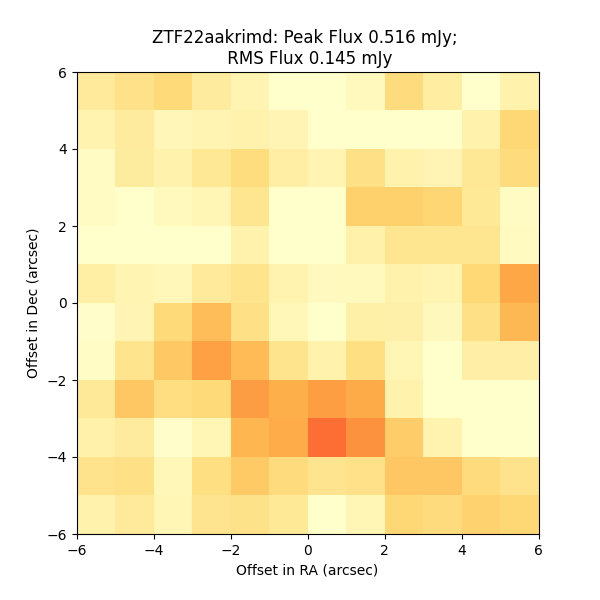 ZTF22aakrimd: Peak Flux 0.516 mJy;
RMS Flux 0.145 mJy
6
4
2
0
−2
−4
−6
Offset in Dec (arcsec)
−6 −4 −2 0 2 4 6
Offset in RA (arcsec)